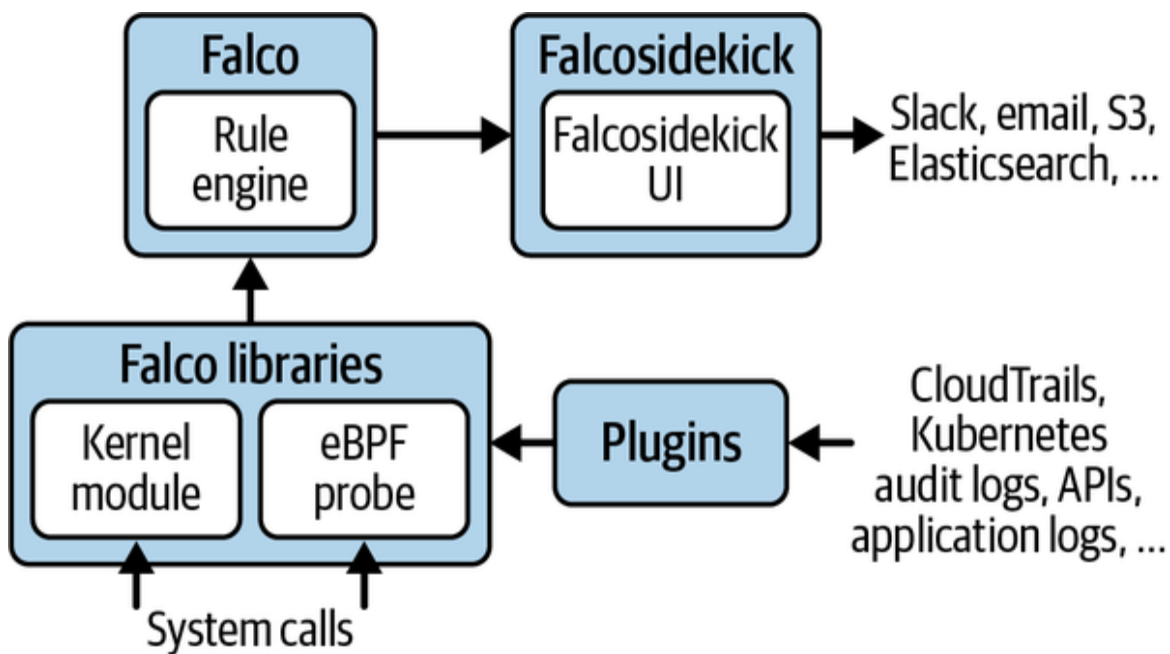 Falco
Rule
engine
Falcosidekick
Falcosidekick
UI
Slack, email, S3,
Elasticsearch, ...
Falco libraries
Kernel
module
eBPF
probe
Plugins
CloudTrails,
Kubernetes
audit logs, APIs,
application logs, ...
System calls